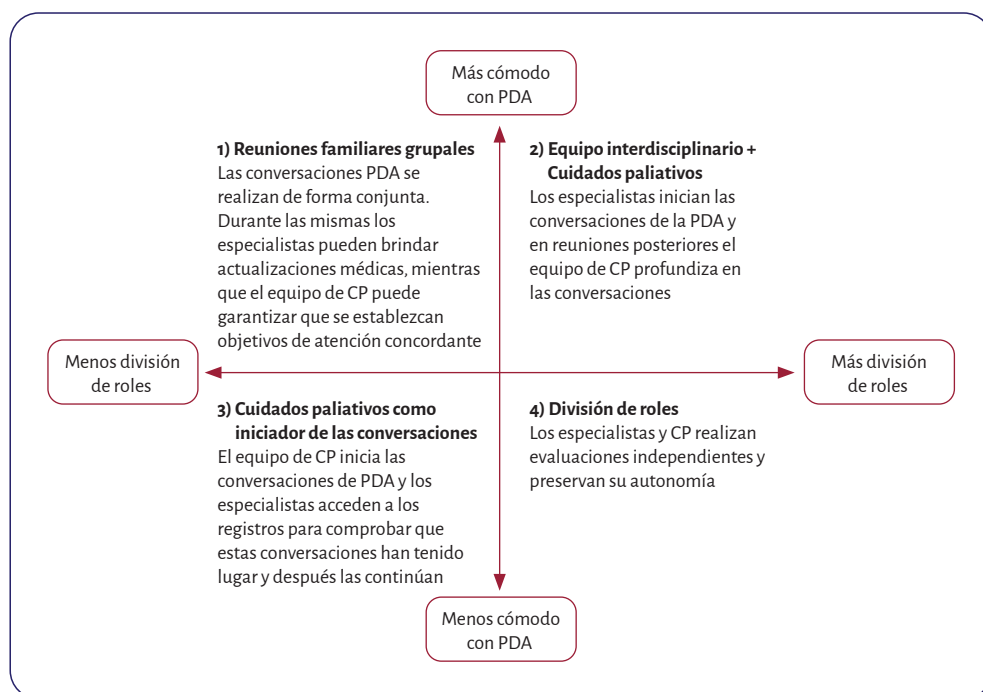 Más cómodo
con PDA
1) Reuniones familiares grupales
Las conversaciones PDA se
realizan de forma conjunta.
Durante las mismas los
especialistas pueden brindar
actualizaciones médicas, mientras
que el equipo de CP puede
garantizar que se establezcan
objetivos de atención concordante
2) Equipo interdisciplinario +
Cuidados paliativos
Los especialistas inician las
conversaciones de la PDA y
en reuniones posteriores el
equipo de CP profundiza en
las conversaciones
Menos división
de roles
Más división
de roles
3) Cuidados paliativos como
iniciador de las conversaciones
El equipo de CP inicia las
conversaciones de PDA y los
especialistas acceden a los
registros para comprobar que
estas conversaciones han tenido
lugar y después las continúan
4) División de roles
Los especialistas y CP realizan
evaluaciones independientes y
preservan su autonomía
Menos cómodo
con PDA